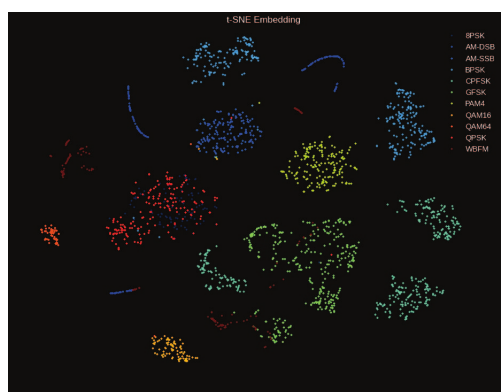 t-SNE Embedding
8PSK
AM-DSB
AM-SSB
BPSK
CPFSK
GFSK
PAM4
QAM16
QAM64
QPSK
WBFM